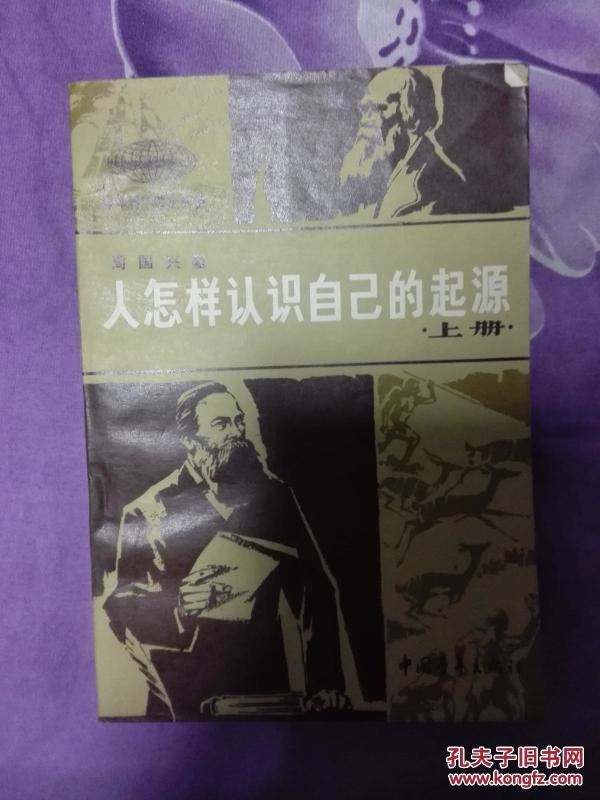 周国兴著
人怎样认识自己的起源
·上册·
中国青年出版社
孔夫子旧书网
www.kongfz.com